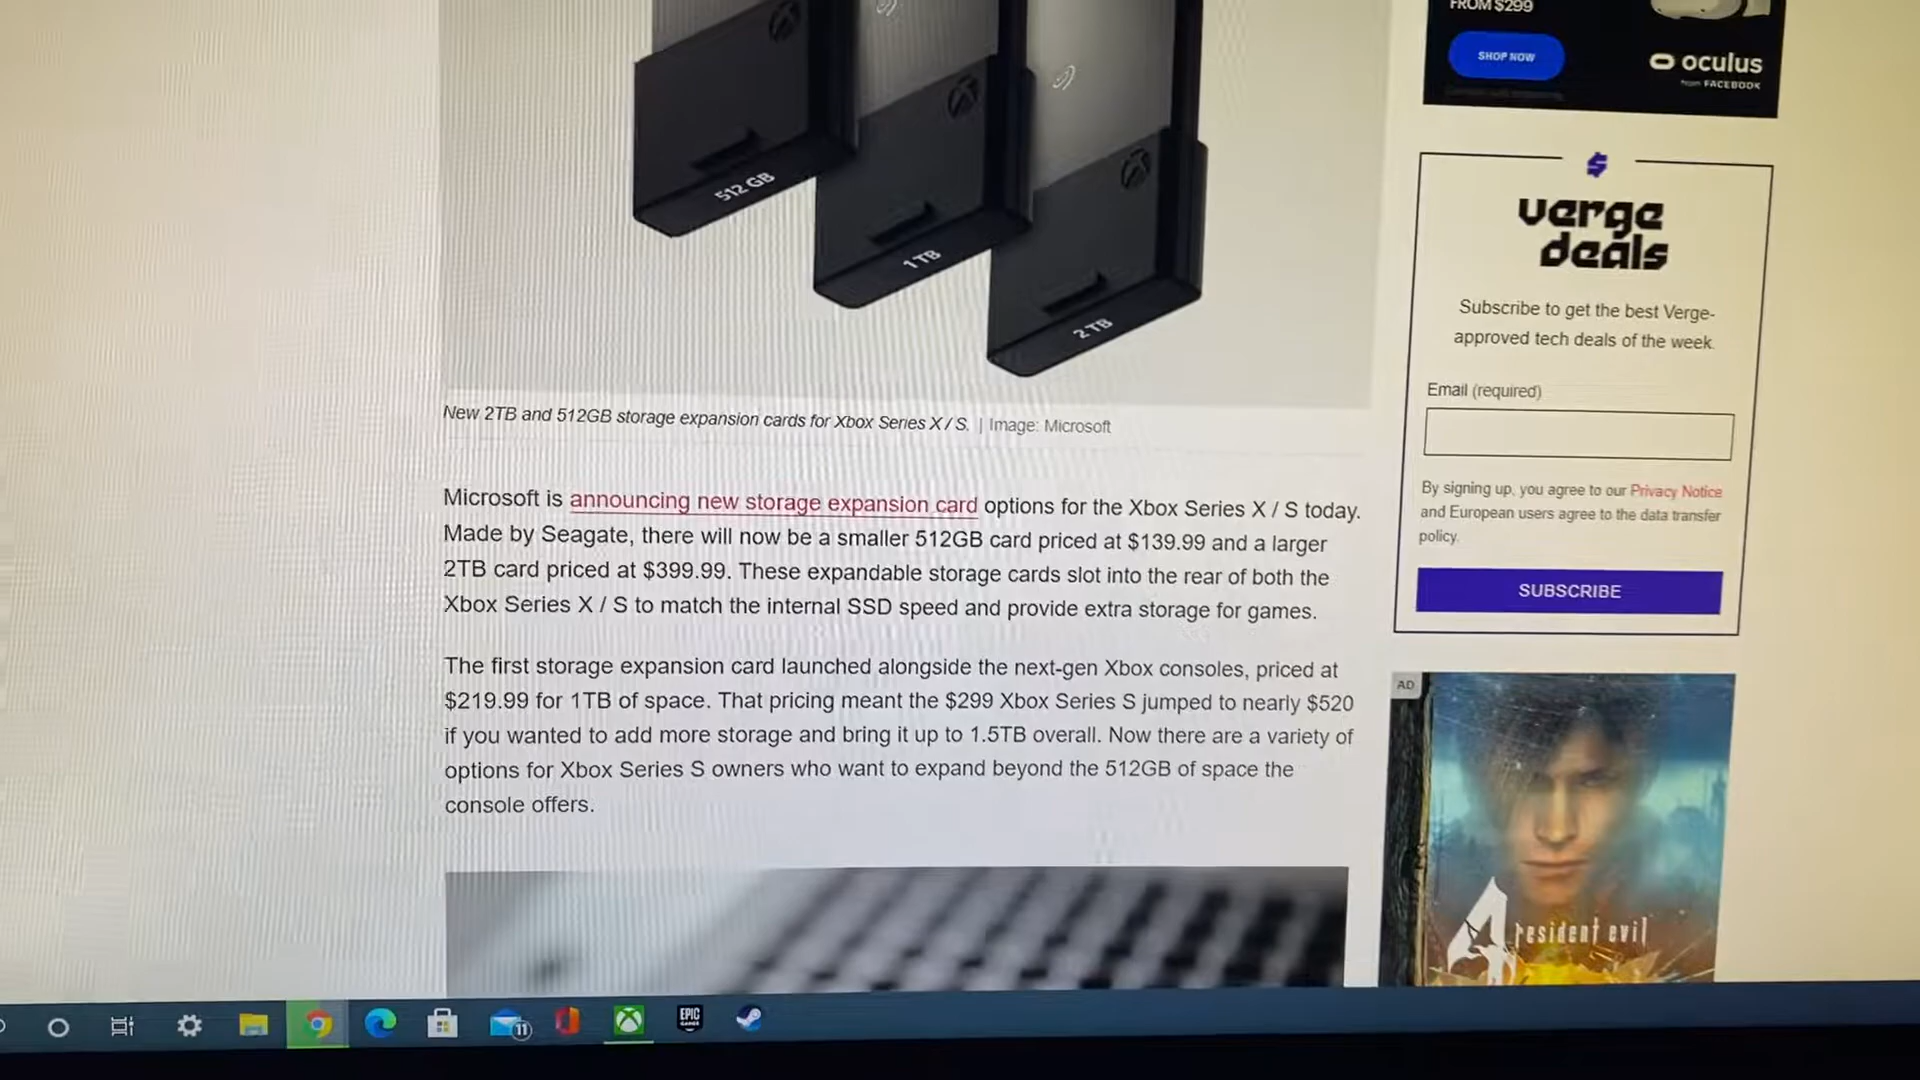 512 GB
1 TB
2 TB
New 2TB and 512GB storage expansion cards for Xbox Series X / S. | Image: Microsoft
Microsoft is announcing new storage expansion card options for the Xbox Series X / S today.
Made by Seagate, there will now be a smaller 512GB card priced at $139.99 and a larger
2TB card priced at $399.99. These expandable storage cards slot into the rear of both the
Xbox Series X / S to match the internal SSD speed and provide extra storage for games.
The first storage expansion card launched alongside the next-gen Xbox consoles, priced at
$219.99 for 1TB of space. That pricing meant the $299 Xbox Series S jumped to nearly $520
if you wanted to add more storage and bring it up to 1.5TB overall. Now there are a variety of
options for Xbox Series S owners who want to expand beyond the 512GB of space the
console offers.
FROM $299
SHOP NOW
oculus
from FACEBOOK
verge
deals
Subscribe to get the best Verge-
approved tech deals of the week.
Email (required)
By signing up, you agree to our Privacy Notice
and European users agree to the data transfer
policy.
SUBSCRIBE
AD
4 resident evil
11
EPIC
GAMES